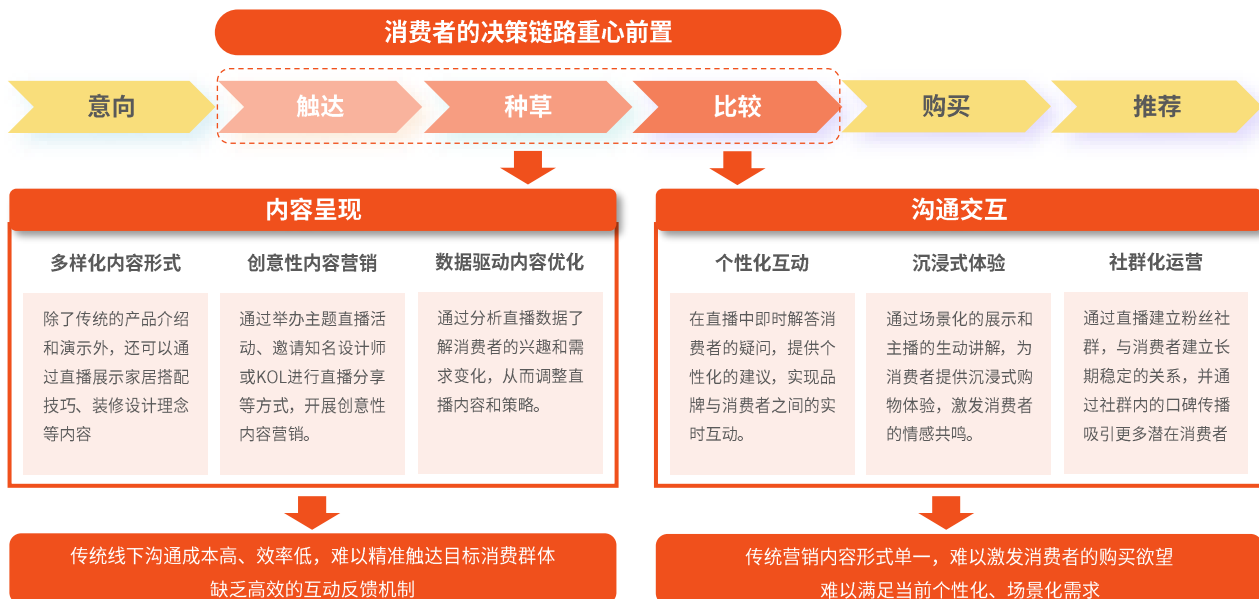 消费者的决策链路重心前置
意向
触达
种草
比较
购买
推荐
内容呈现
多样化内容形式
创意性内容营销
数据驱动内容优化
除了传统的产品介绍
和演示外，还可以通
过直播展示家居搭配
技巧、装修设计理念
等内容
通过举办主题直播活
动、邀请知名设计师
或KOL进行直播分享
等方式，开展创意性
内容营销。
通过分析直播数据了
解消费者的兴趣和需
求变化，从而调整直
播内容和策略。
沟通交互
个性化互动
沉浸式体验
社群化运营
在直播中即时解答消
费者的疑问，提供个
性化的建议，实现品
牌与消费者之间的实
时互动。
通过场景化的展示和
主播的生动讲解，为
消费者提供沉浸式购
物体验，激发消费者
的情感共鸣。
通过直播建立粉丝社
群，与消费者建立长
期稳定的关系，并通
过社群内的口碑传播
吸引更多潜在消费者
传统线下沟通成本高、效率低，难以精准触达目标消费群体
缺乏高效的互动反馈机制
传统营销内容形式单一，难以激发消费者的购买欲望
难以满足当前个性化、场景化需求